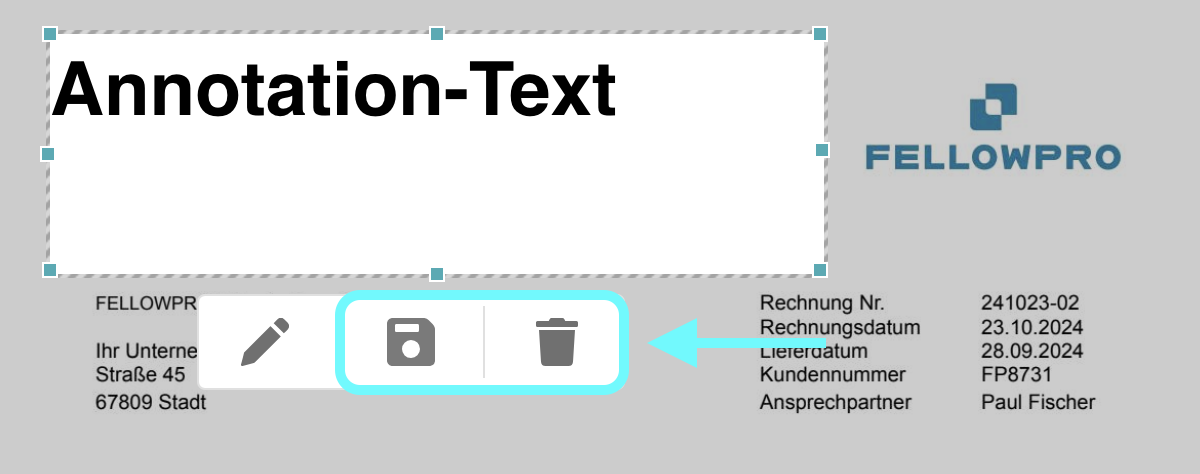 Annotation-Text
FELLOWPRO
FELLOWPR
Ihr Unterne
Straße 45
67809 Stadt
Rechnung Nr. 241023-02
Rechnungsdatum 23.10.2024
Lieferdatum 28.09.2024
Kundennummer FP8731
Ansprechpartner Paul Fischer